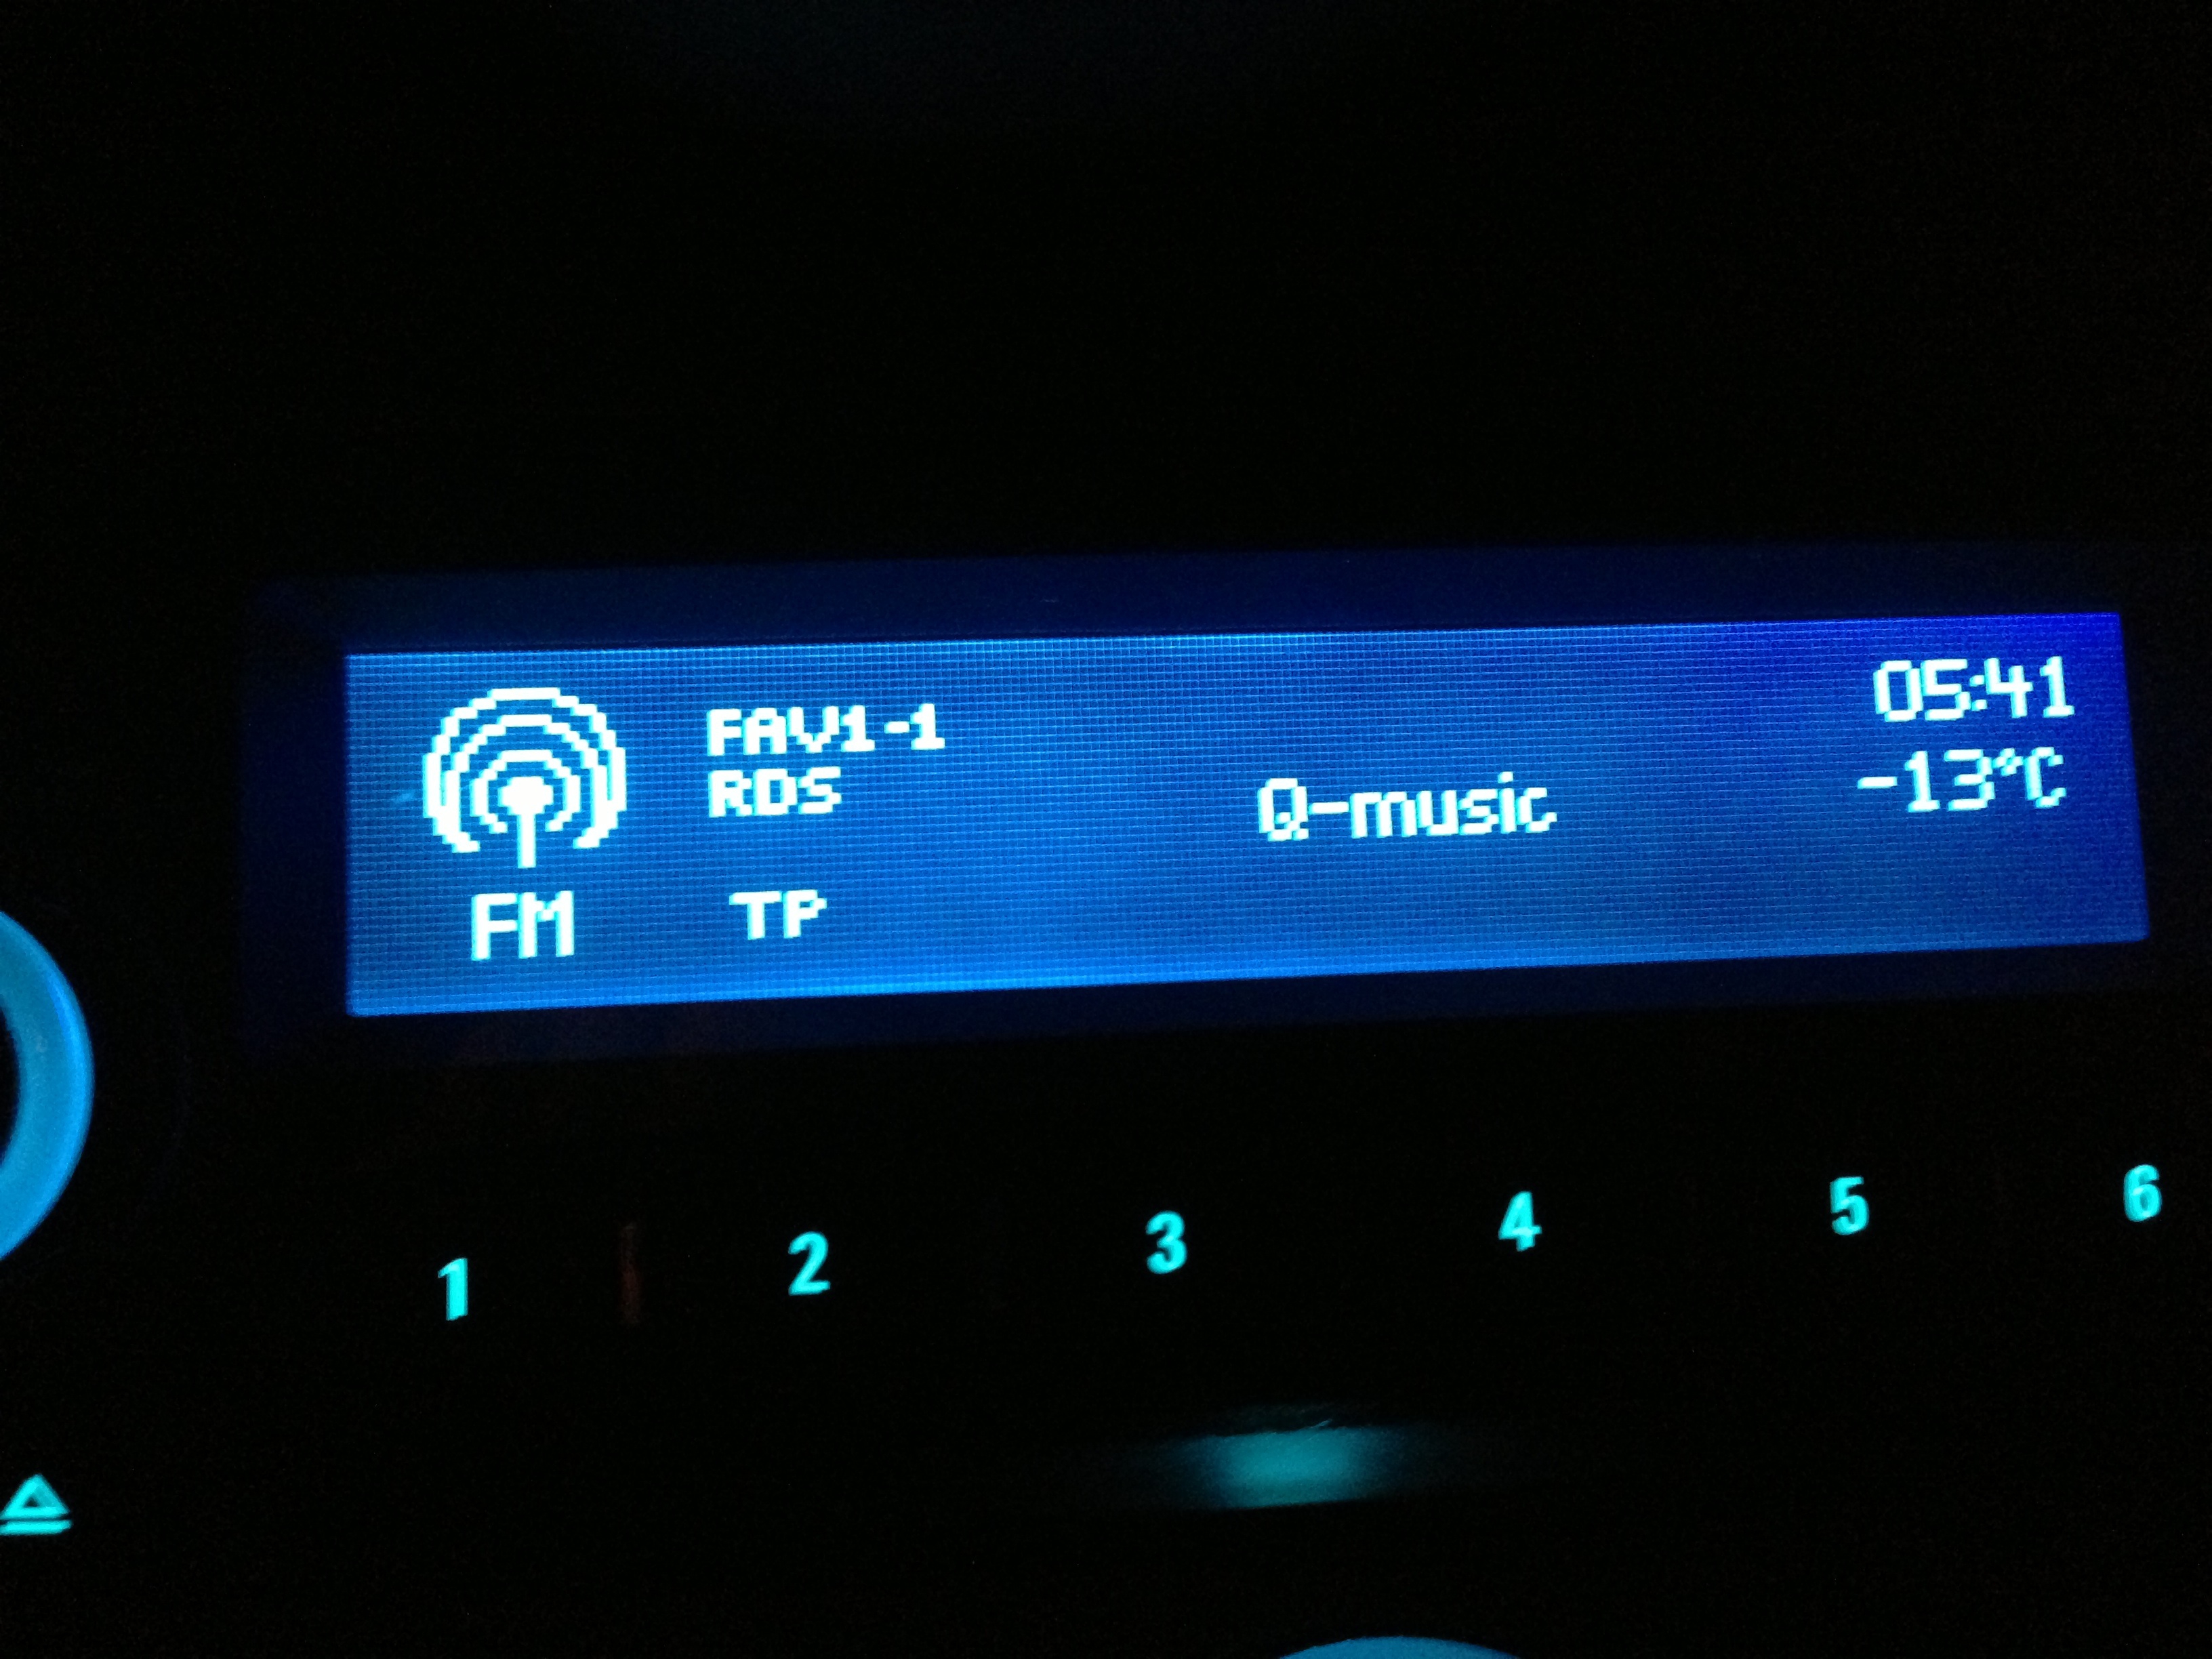 FAV1-1
RDS
Q-music
05:41
-13°C
FM
TP
1 2 3 4 5 6